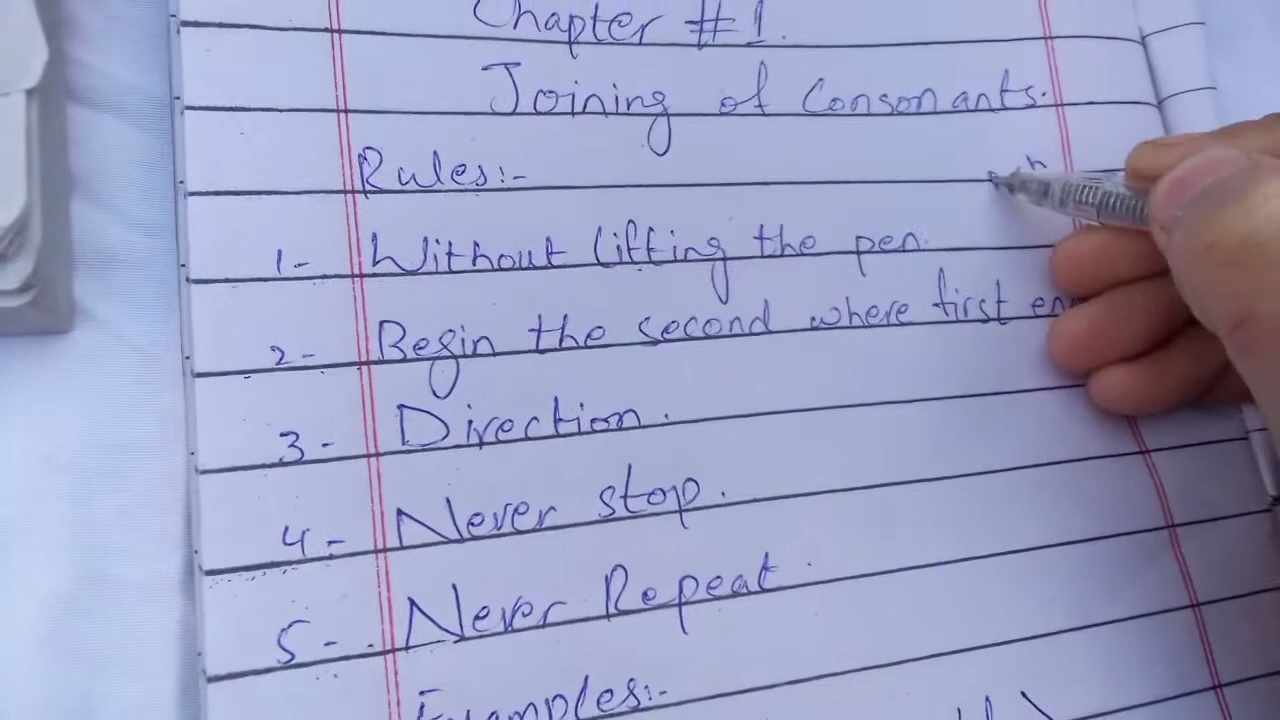 Chapter #1.
Joining of Consonants.
Rules:-
1- Without lifting the pen.
2- Begin the second where first
3- Direction.
4- Never stop.
5- Never Repeat.
Examples:-